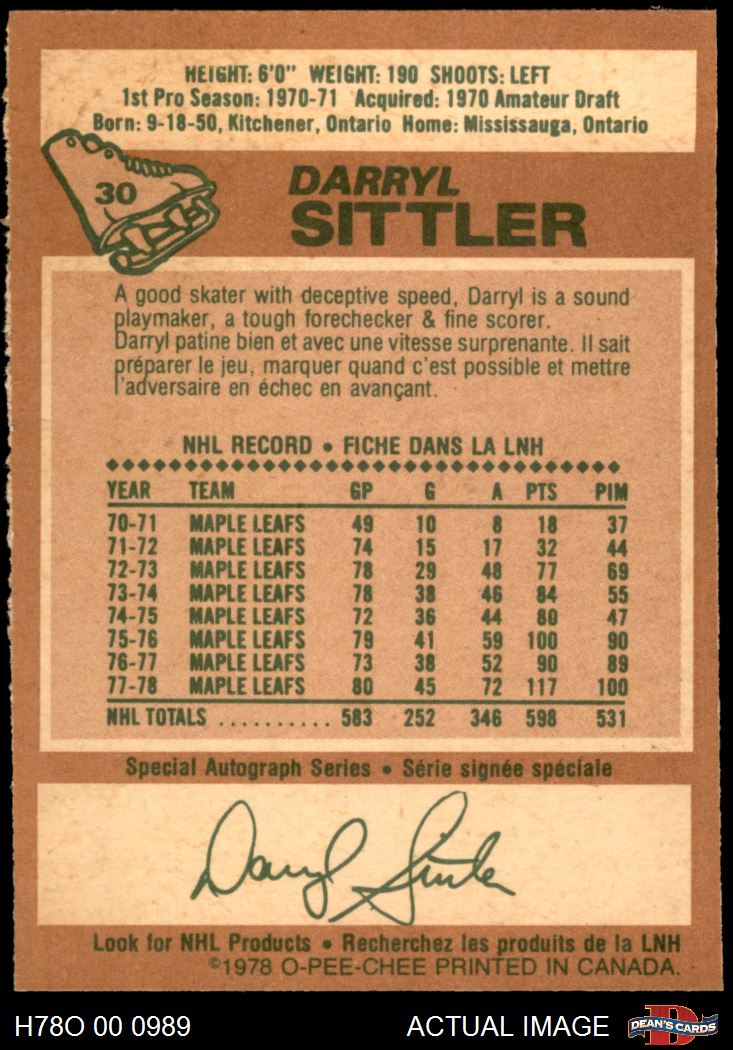 HEIGHT: 6'0" WEIGHT: 190 SHOOTS: LEFT
1st Pro Season: 1970-71 Acquired: 1970 Amateur Draft
Born: 9-18-50, Kitchener, Ontario Home: Mississauga, Ontario
30
DARRYL
SITTLER
A good skater with deceptive speed, Darryl is a sound
playmaker, a tough forechecker & fine scorer.
Darryl patine bien et avec une vitesse surprenante. Il sait
préparer le jeu, marquer quand c'est possible et mettre
l'adversaire en échec en avançant.
NHL RECORD • FICHE DANS LA LNH
YEAR TEAM GP G A PTS PIM
70-71 MAPLE LEAFS 49 10 8 18 37
71-72 MAPLE LEAFS 74 15 17 32 44
72-73 MAPLE LEAFS 78 29 48 77 69
73-74 MAPLE LEAFS 78 38 46 84 55
74-75 MAPLE LEAFS 72 36 44 80 47
75-76 MAPLE LEAFS 79 41 59 100 90
76-77 MAPLE LEAFS 73 38 52 90 89
77-78 MAPLE LEAFS 80 45 72 117 100
NHL TOTALS .......... 583 252 346 598 531
Special Autograph Series • Série signée spéciale
Darryl Sittler
Look for NHL Products • Recherchez les produits de la LNH
©1978 O-PEE-CHEE PRINTED IN CANADA.
H78O 00 0989 ACTUAL IMAGE D DEAN'S CARDS